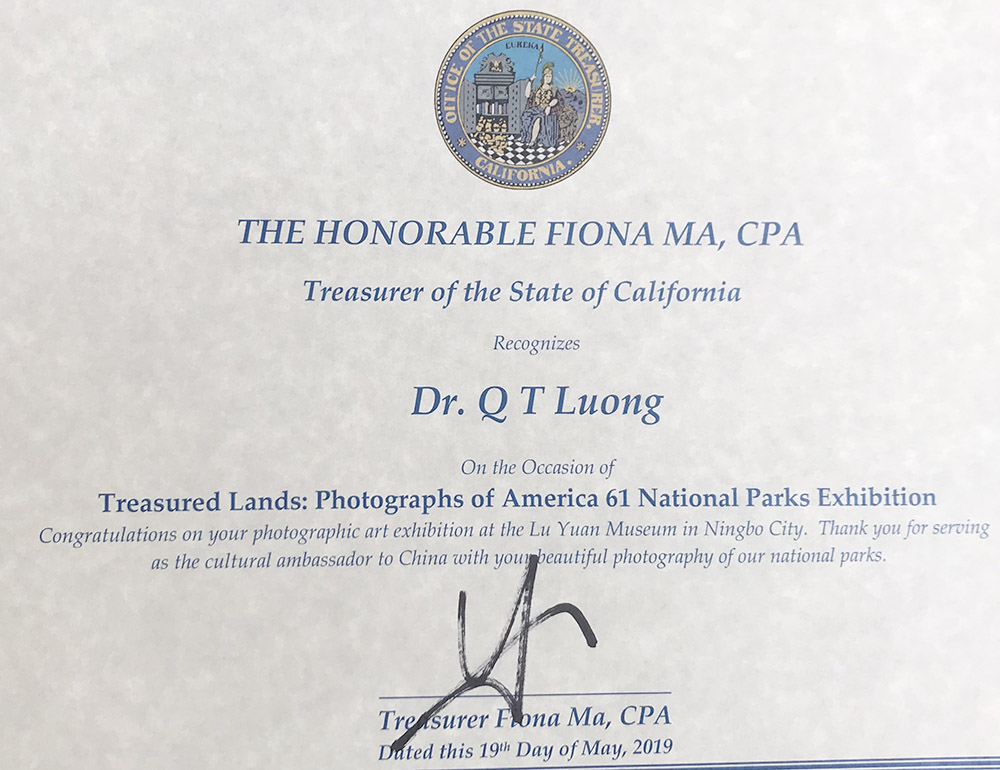 OFFICE OF THE STATE TREASURER.
EUREKA
CALIFORNIA.
THE HONORABLE FIONA MA, CPA
Treasurer of the State of California
Recognizes
Dr. Q T Luong
On the Occasion of
Treasured Lands: Photographs of America 61 National Parks Exhibition
Congratulations on your photographic art exhibition at the Lu Yuan Museum in Ningbo City. Thank you for serving
as the cultural ambassador to China with your beautiful photography of our national parks.
Treasurer Fiona Ma, CPA
Dated this 19th Day of May, 2019